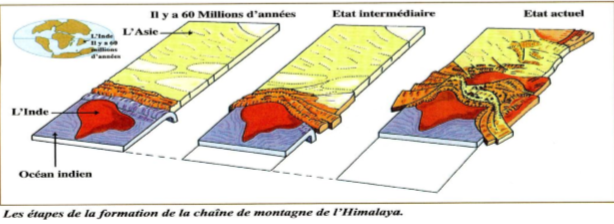 Il y a 60 Millions d'années
Etat intermédiaire
Etat actuel
L'Inde
Il y a 60
millions
d'années
L'Asie
L'Inde
Océan indien
Les étapes de la formation de la chaîne de montagne de l'Himalaya.